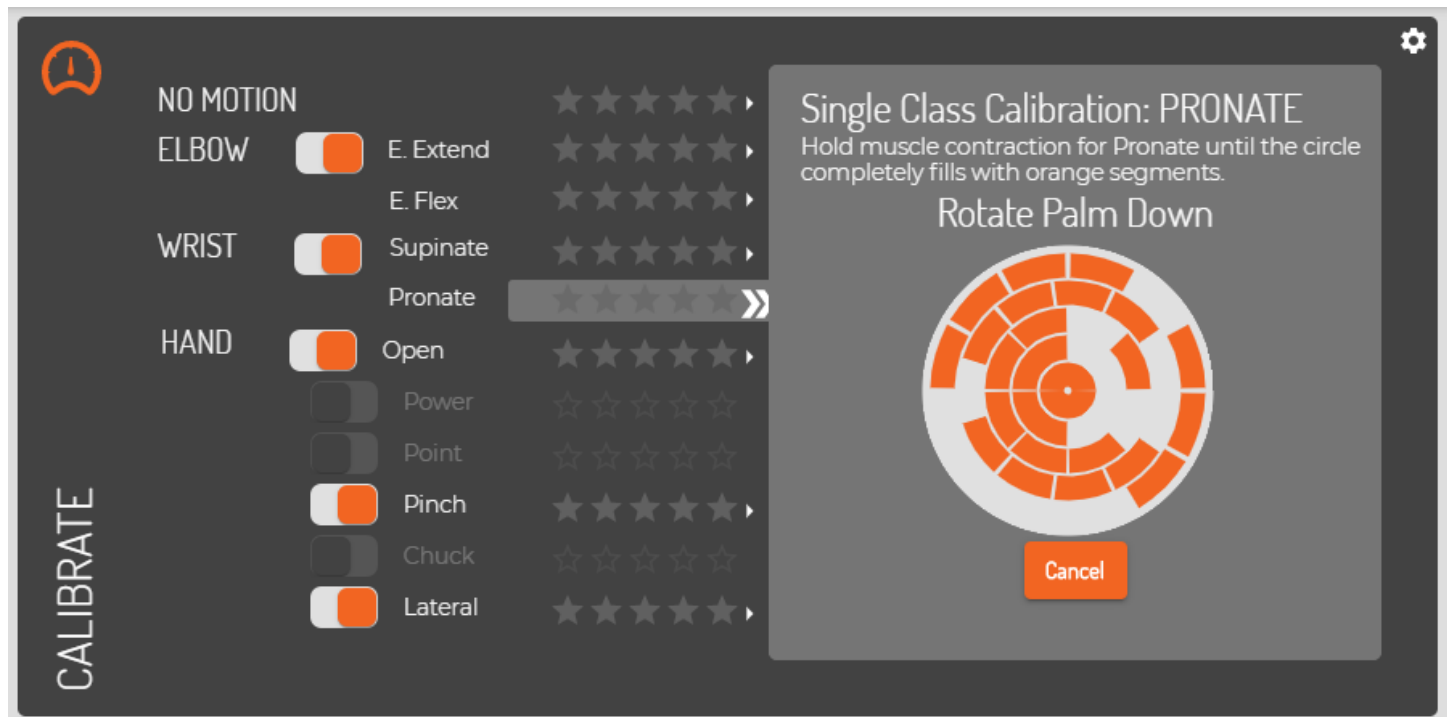 NO MOTION
ELBOW E. Extend
E. Flex
WRIST Supinate
Pronate
HAND Open
Power
Point
Pinch
Chuck
Lateral
CALIBRATE
Single Class Calibration: PRONATE
Hold muscle contraction for Pronate until the circle
completely fills with orange segments.
Rotate Palm Down
Cancel